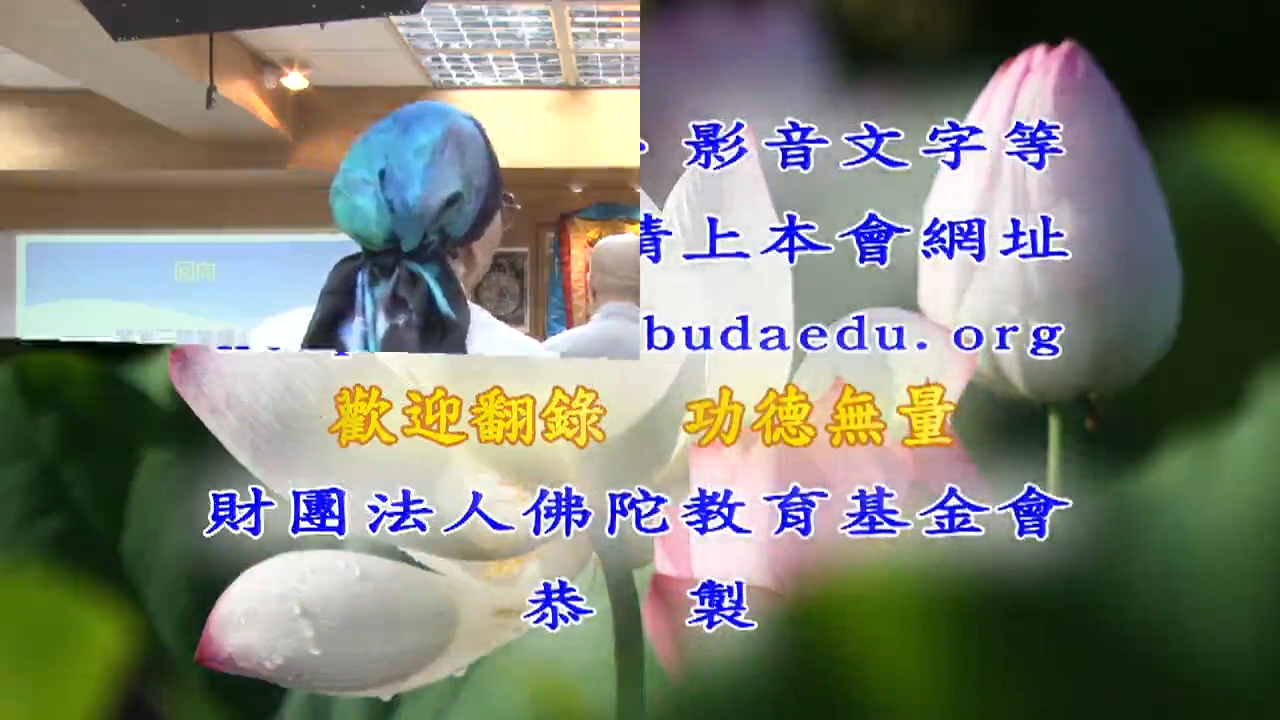 影音文字等
回向
請上本會網址
budaedu.org
歡迎翻錄 功德無量
財團法人佛陀教育基金會
恭 製